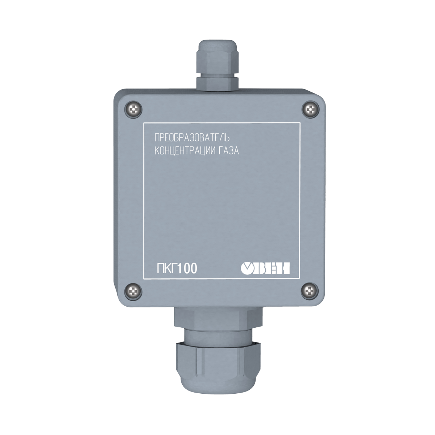 ПРЕОБРАЗОВАТЕЛЬ
КОНЦЕНТРАЦИИ ГАЗА
ПКГ100 ОВЕН